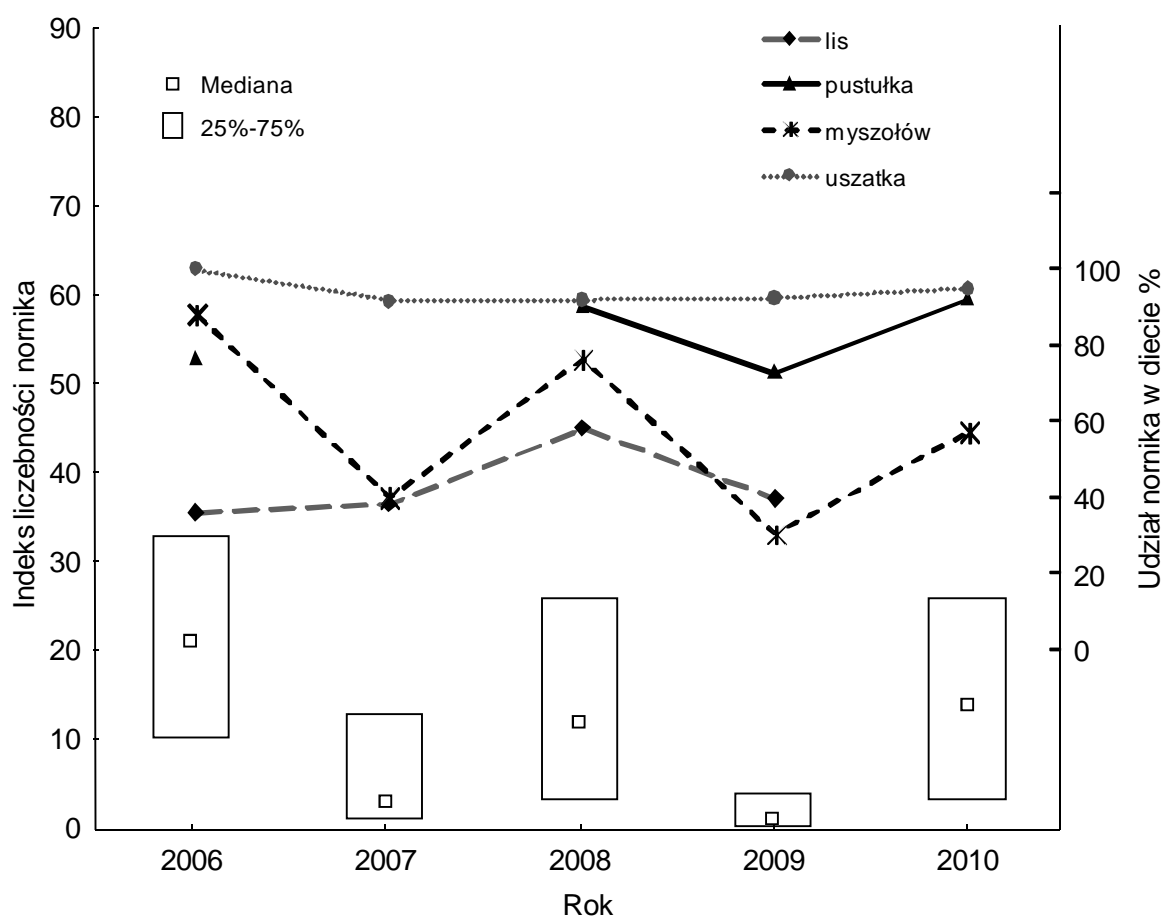 90
80
70
60
50
40
30
20
10
0
Indeks liczebności nornika
Mediana
25%-75%
lis
pustułka
myszołów
uszatka
100
80
60
40
20
0
Udział nornika w diecie %
2006 2007 2008 2009 2010
Rok